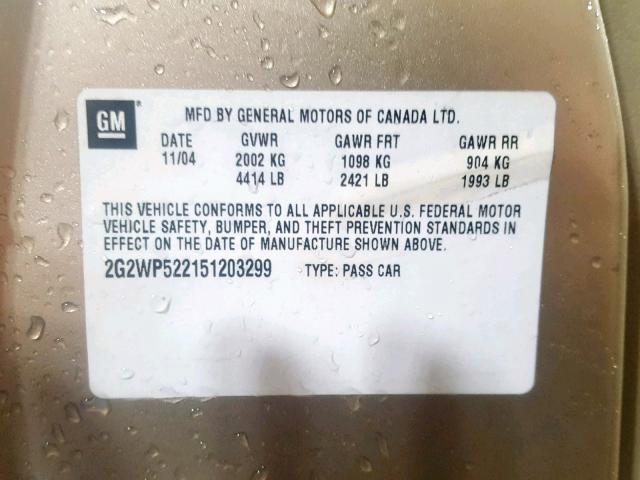 GM
MFD BY GENERAL MOTORS OF CANADA LTD.
DATE GVWR GAWR FRT GAWR RR
11/04 2002 KG 1098 KG 904 KG
4414 LB 2421 LB 1993 LB
THIS VEHICLE CONFORMS TO ALL APPLICABLE U.S. FEDERAL MOTOR
VEHICLE SAFETY, BUMPER, AND THEFT PREVENTION STANDARDS IN
EFFECT ON THE DATE OF MANUFACTURE SHOWN ABOVE.
2G2WP522151203299 TYPE: PASS CAR